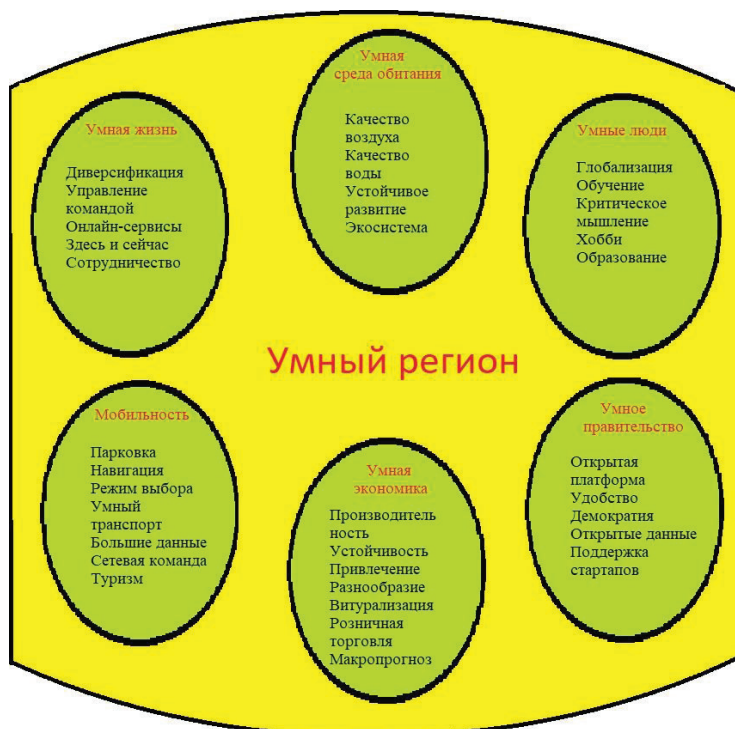 Умная
среда обитания
Качество
воздуха
Качество
воды
Устойчивое
развитие
Экосистема
Умная жизнь
Диверсификация
Управление
командой
Онлайн-сервисы
Здесь и сейчас
Сотрудничество
Умные люди
Глобализация
Обучение
Критическое
мышление
Хобби
Образование
Умный регион
Мобильность
Парковка
Навигация
Режим выбора
Умный
транспорт
Большие данные
Сетевая команда
Туризм
Умная
экономика
Производитель
ность
Устойчивость
Привлечение
Разнообразие
Витурализация
Розничная
торговля
Макропрогноз
Умное
правительство
Открытая
платформа
Удобство
Демократия
Открытые данные
Поддержка
стартапов